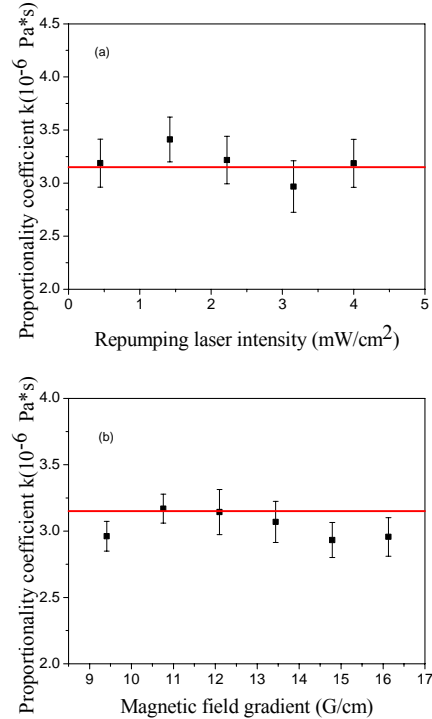 Proportionality coefficient k(10-6 Pa*s)
4.5
(a)
4.0
3.5
3.0
2.5
2.0
0 1 2 3 4 5
Repumping laser intensity (mW/cm2)
Proportionality coefficient k(10-6 Pa*s)
4.0
(b)
3.5
3.0
2.5
2.0
9 10 11 12 13 14 15 16 17
Magnetic field gradient (G/cm)